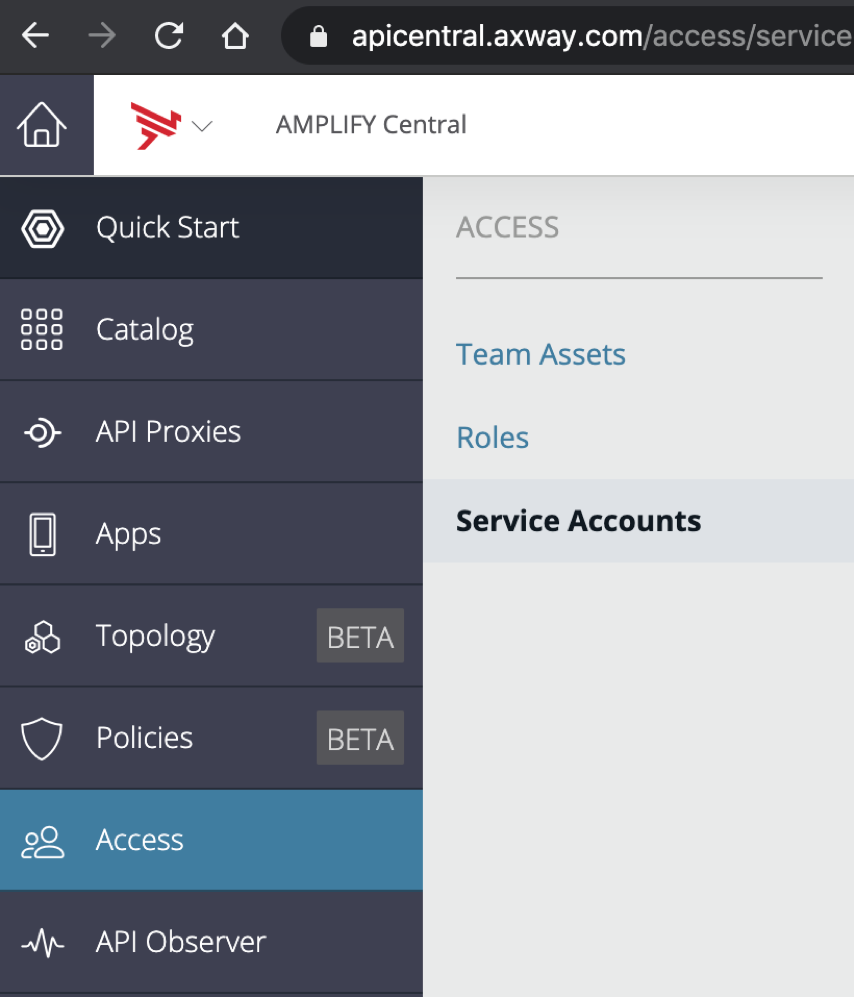 apicentral.axway.com/access/service
AMPLIFY Central
Quick Start
Catalog
API Proxies
Apps
Topology BETA
Policies BETA
Access
API Observer
ACCESS
Team Assets
Roles
Service Accounts